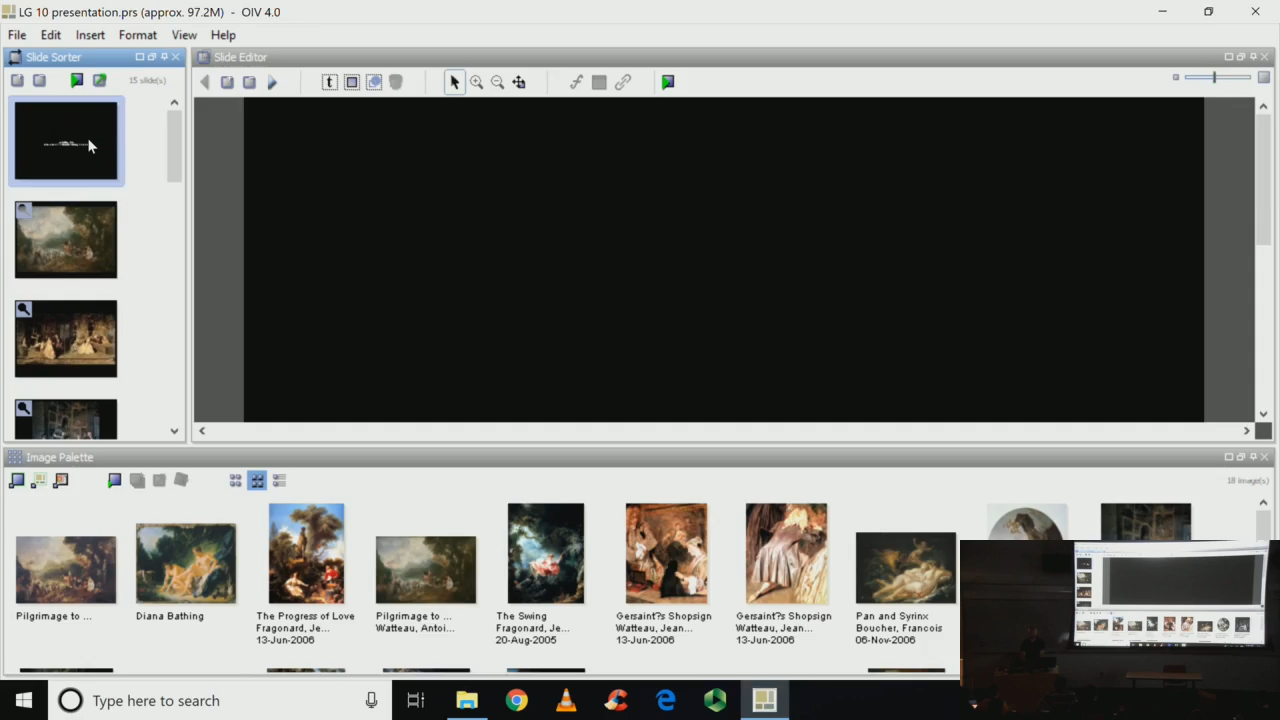 LG 10 presentation.prs (approx. 97.2M) - OIV 4.0
File Edit Insert Format View Help
Slide Sorter
Slide Editor
15 slide(s)
t
Image Palette
18 image(s)
Pilgrimage to ...
Diana Bathing
The Progress of Love
Fragonard, Je...
13-Jun-2006
Pilgrimage to ...
Watteau, Antoi...
The Swing
Fragonard, Je...
20-Aug-2005
Gersaint?s Shopsign
Watteau, Jean...
13-Jun-2006
Gersaint?s Shopsign
Watteau, Jean...
13-Jun-2006
Pan and Syrinx
Boucher, Francois
06-Nov-2006
Type here to search